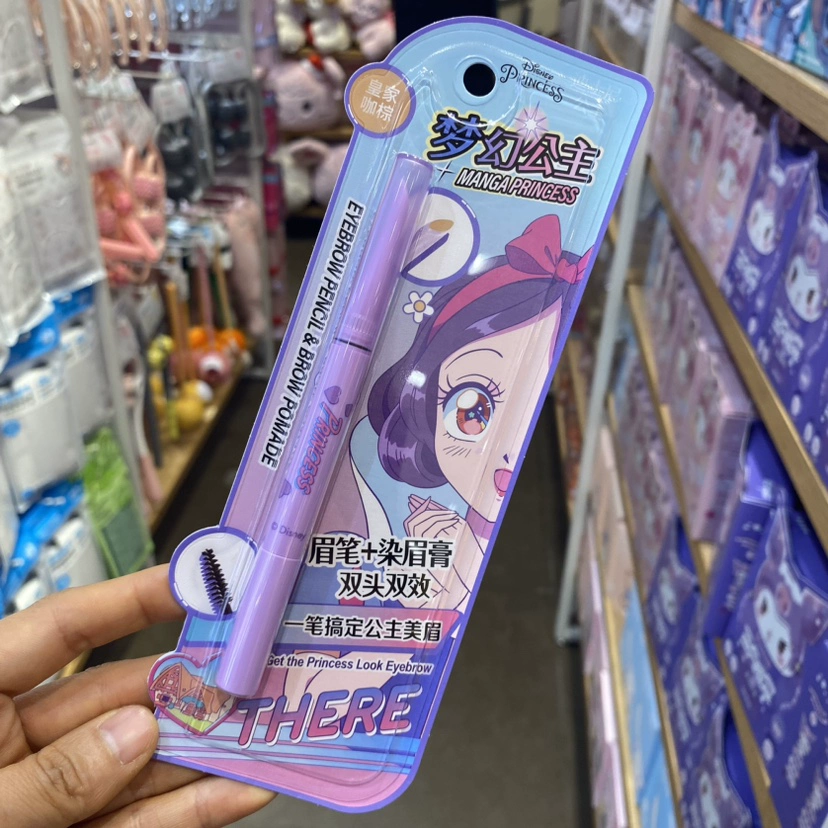 Disney
PRINCESS
皇家
咖棕
梦幻公主
MANGA PRINCESS
EYEBROW PENCIL & BROW POMADE
PRINCESS
©Disney
眉笔+染眉膏
双头双效
一笔搞定公主美眉
Get the Princess Look Eyebrow
THERE